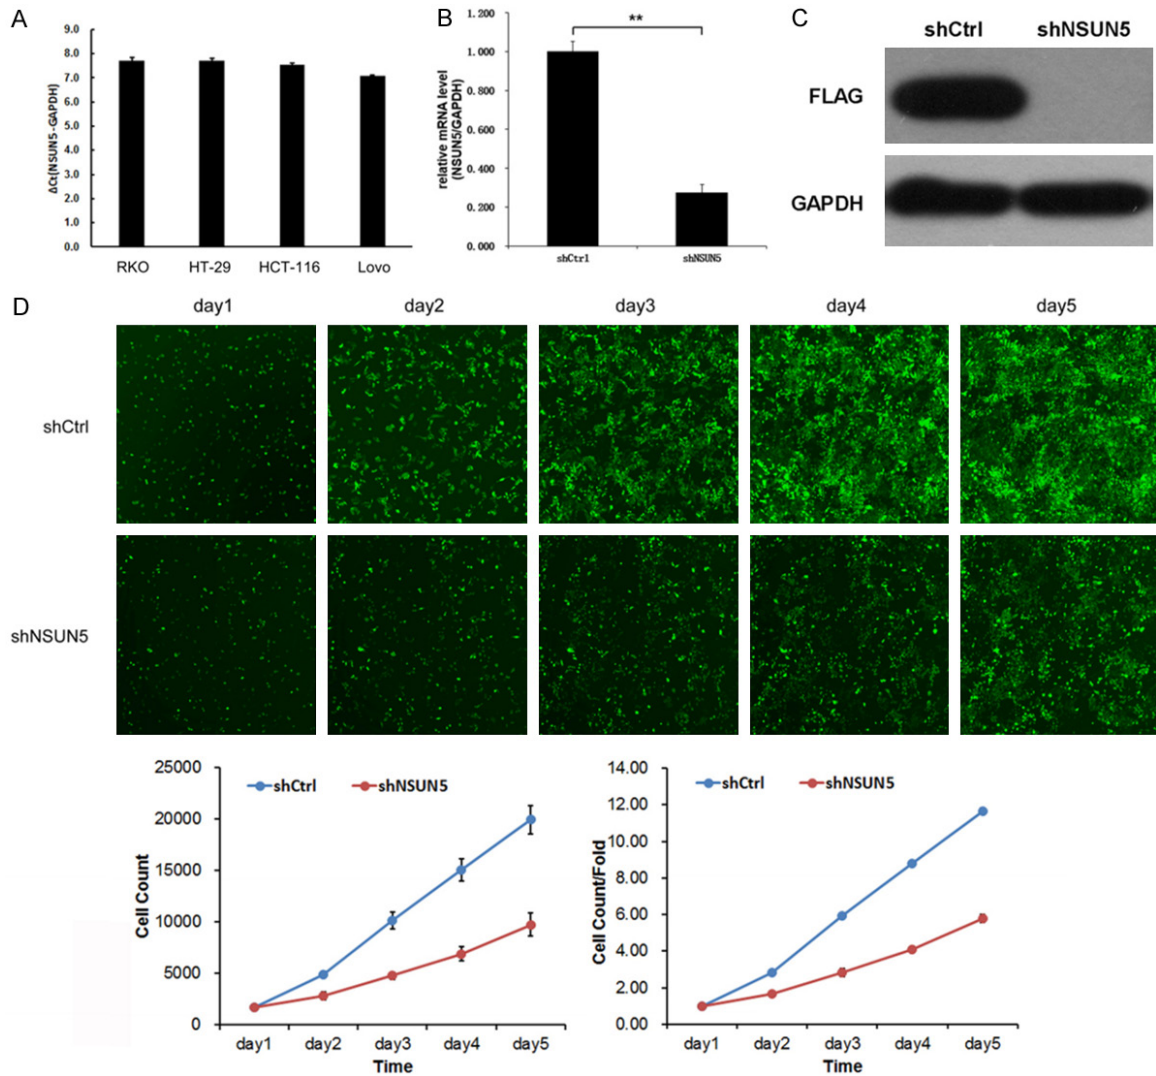 A
9.0
8.0
7.0
6.0
5.0
4.0
3.0
2.0
1.0
0.0
ΔCt(NSUN5-GAPDH)
RKO HT-29 HCT-116 Lovo
B
1.200
1.000
0.800
0.600
0.400
0.200
0.000
relative mRNA level
(NSUN5/GAPDH)
**
shCtrl shNSUN5
C
shCtrl shNSUN5
FLAG
GAPDH
D
day1 day2 day3 day4 day5
shCtrl
shNSUN5
25000
20000
15000
10000
5000
0
Cell Count
shCtrl shNSUN5
day1 day2 day3 day4 day5
Time
14.00
12.00
10.00
8.00
6.00
4.00
2.00
0.00
Cell Count/Fold
shCtrl shNSUN5
day1 day2 day3 day4 day5
Time